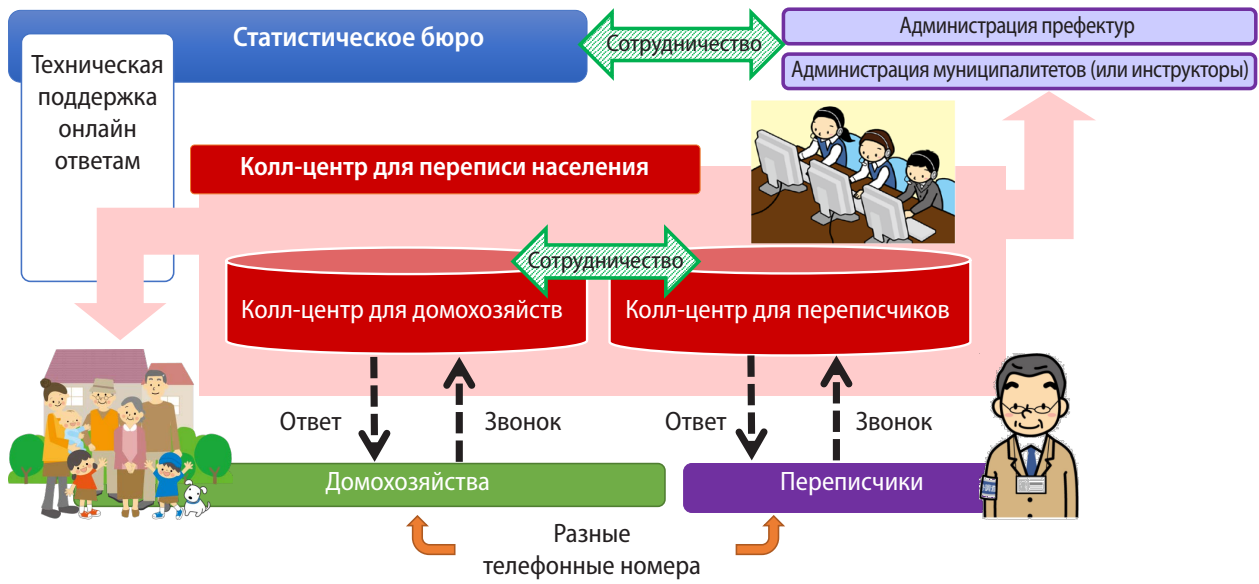 Статистическое бюро
Сотрудничество
Администрация префектур
Администрация муниципалитетов (или инструкторы)
Техническая
поддержка
онлайн
ответам
Колл-центр для переписи населения
Сотрудничество
Колл-центр для домохозяйств
Колл-центр для переписчиков
Ответ
Звонок
Ответ
Звонок
Домохозяйства
Переписчики
Разные
телефонные номера